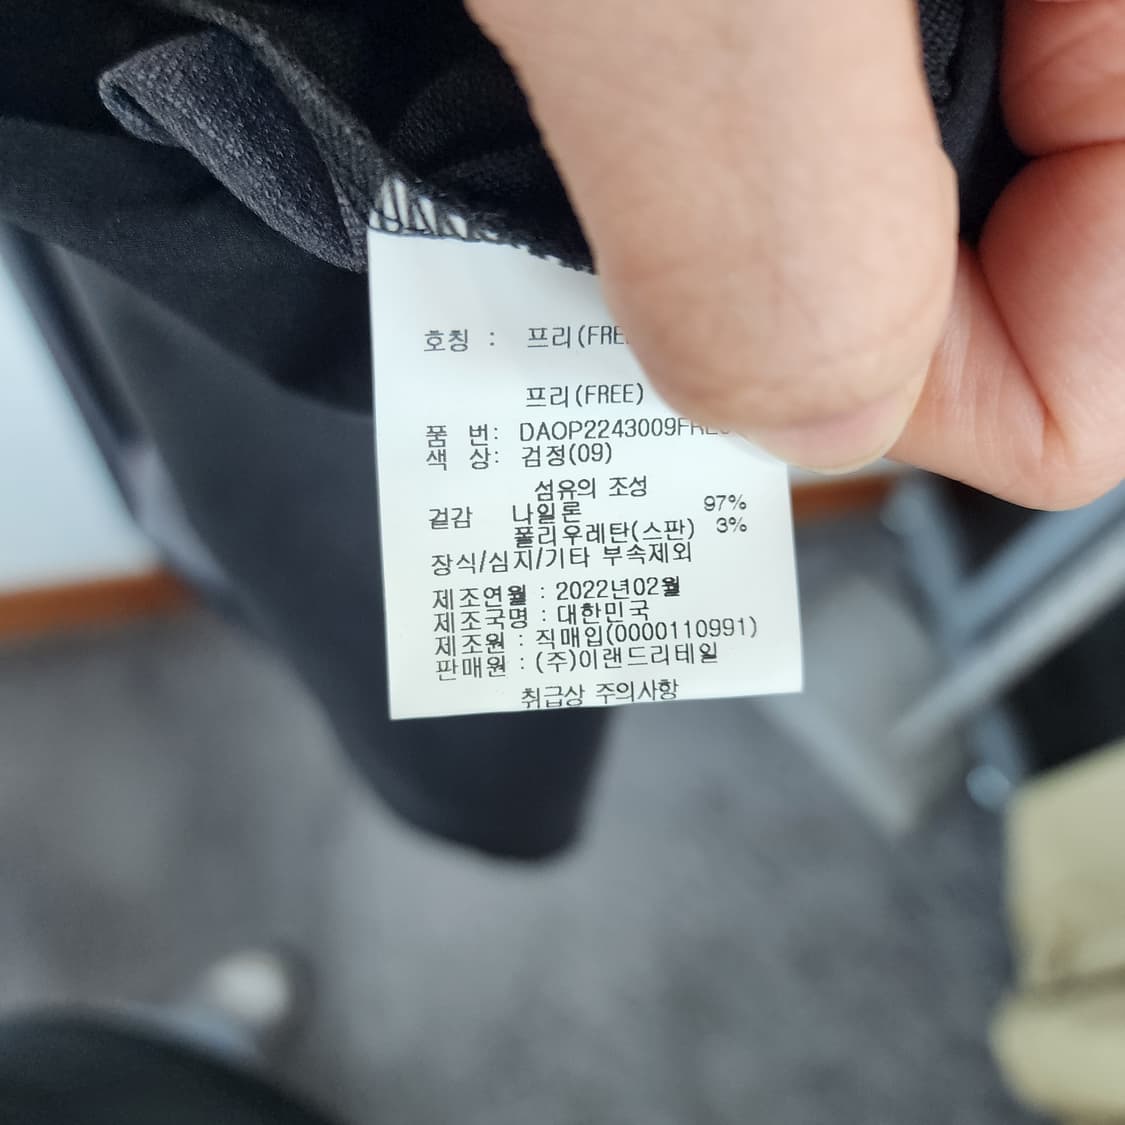 호칭 : 프리(FRE
프리(FREE)
품 번: DAOP2243009FRE
색 상: 검정(09)
섬유의 조성
겉감 나일론 97%
폴리우레탄(스판) 3%
장식/심지/기타 부속제외
제조연월 : 2022년02월
제조국명 : 대한민국
제조원 : 직매입(0000110991)
판매원 : (주)이랜드리테일
취급상 주의사항